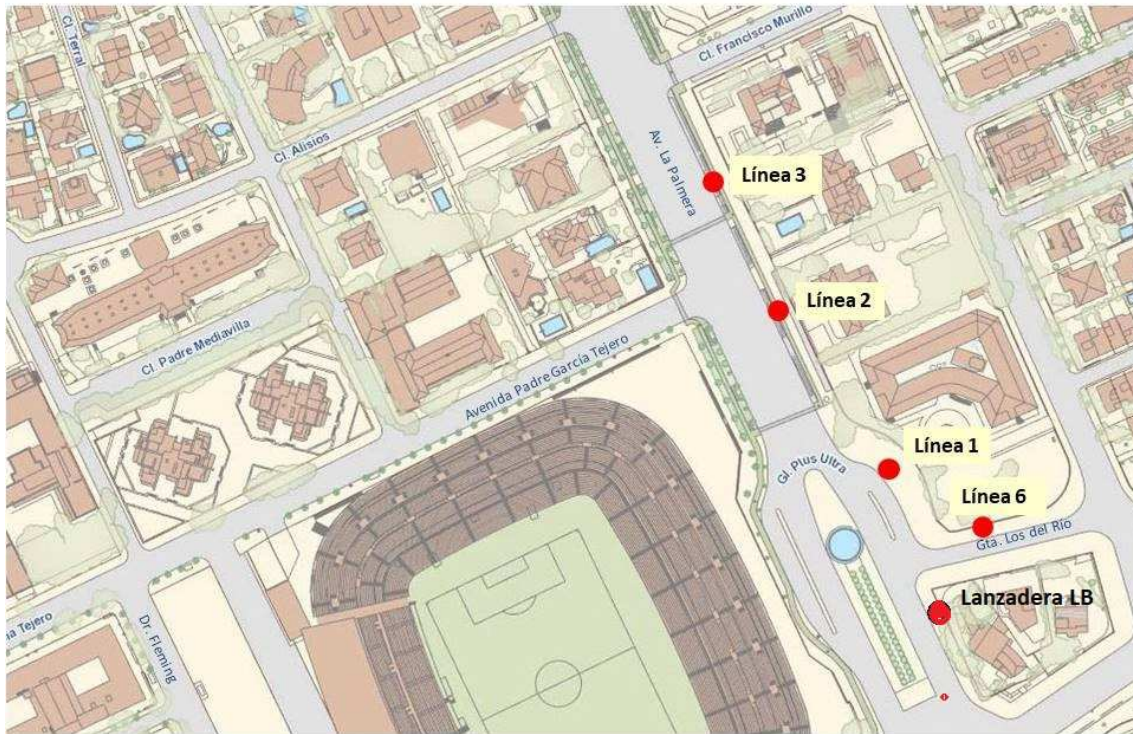 Cl. Terral
Cl. Francisco Murillo
Cl. Alisios
Av. La Palmera
Línea 3
Línea 2
Cl. Padre Mediavilla
Avenida Padre García Tejero
Línea 1
Gl. Plus Ultra
Línea 6
Gta. Los del Río
Lanzadera LB
Tejero
Dr. Fleming